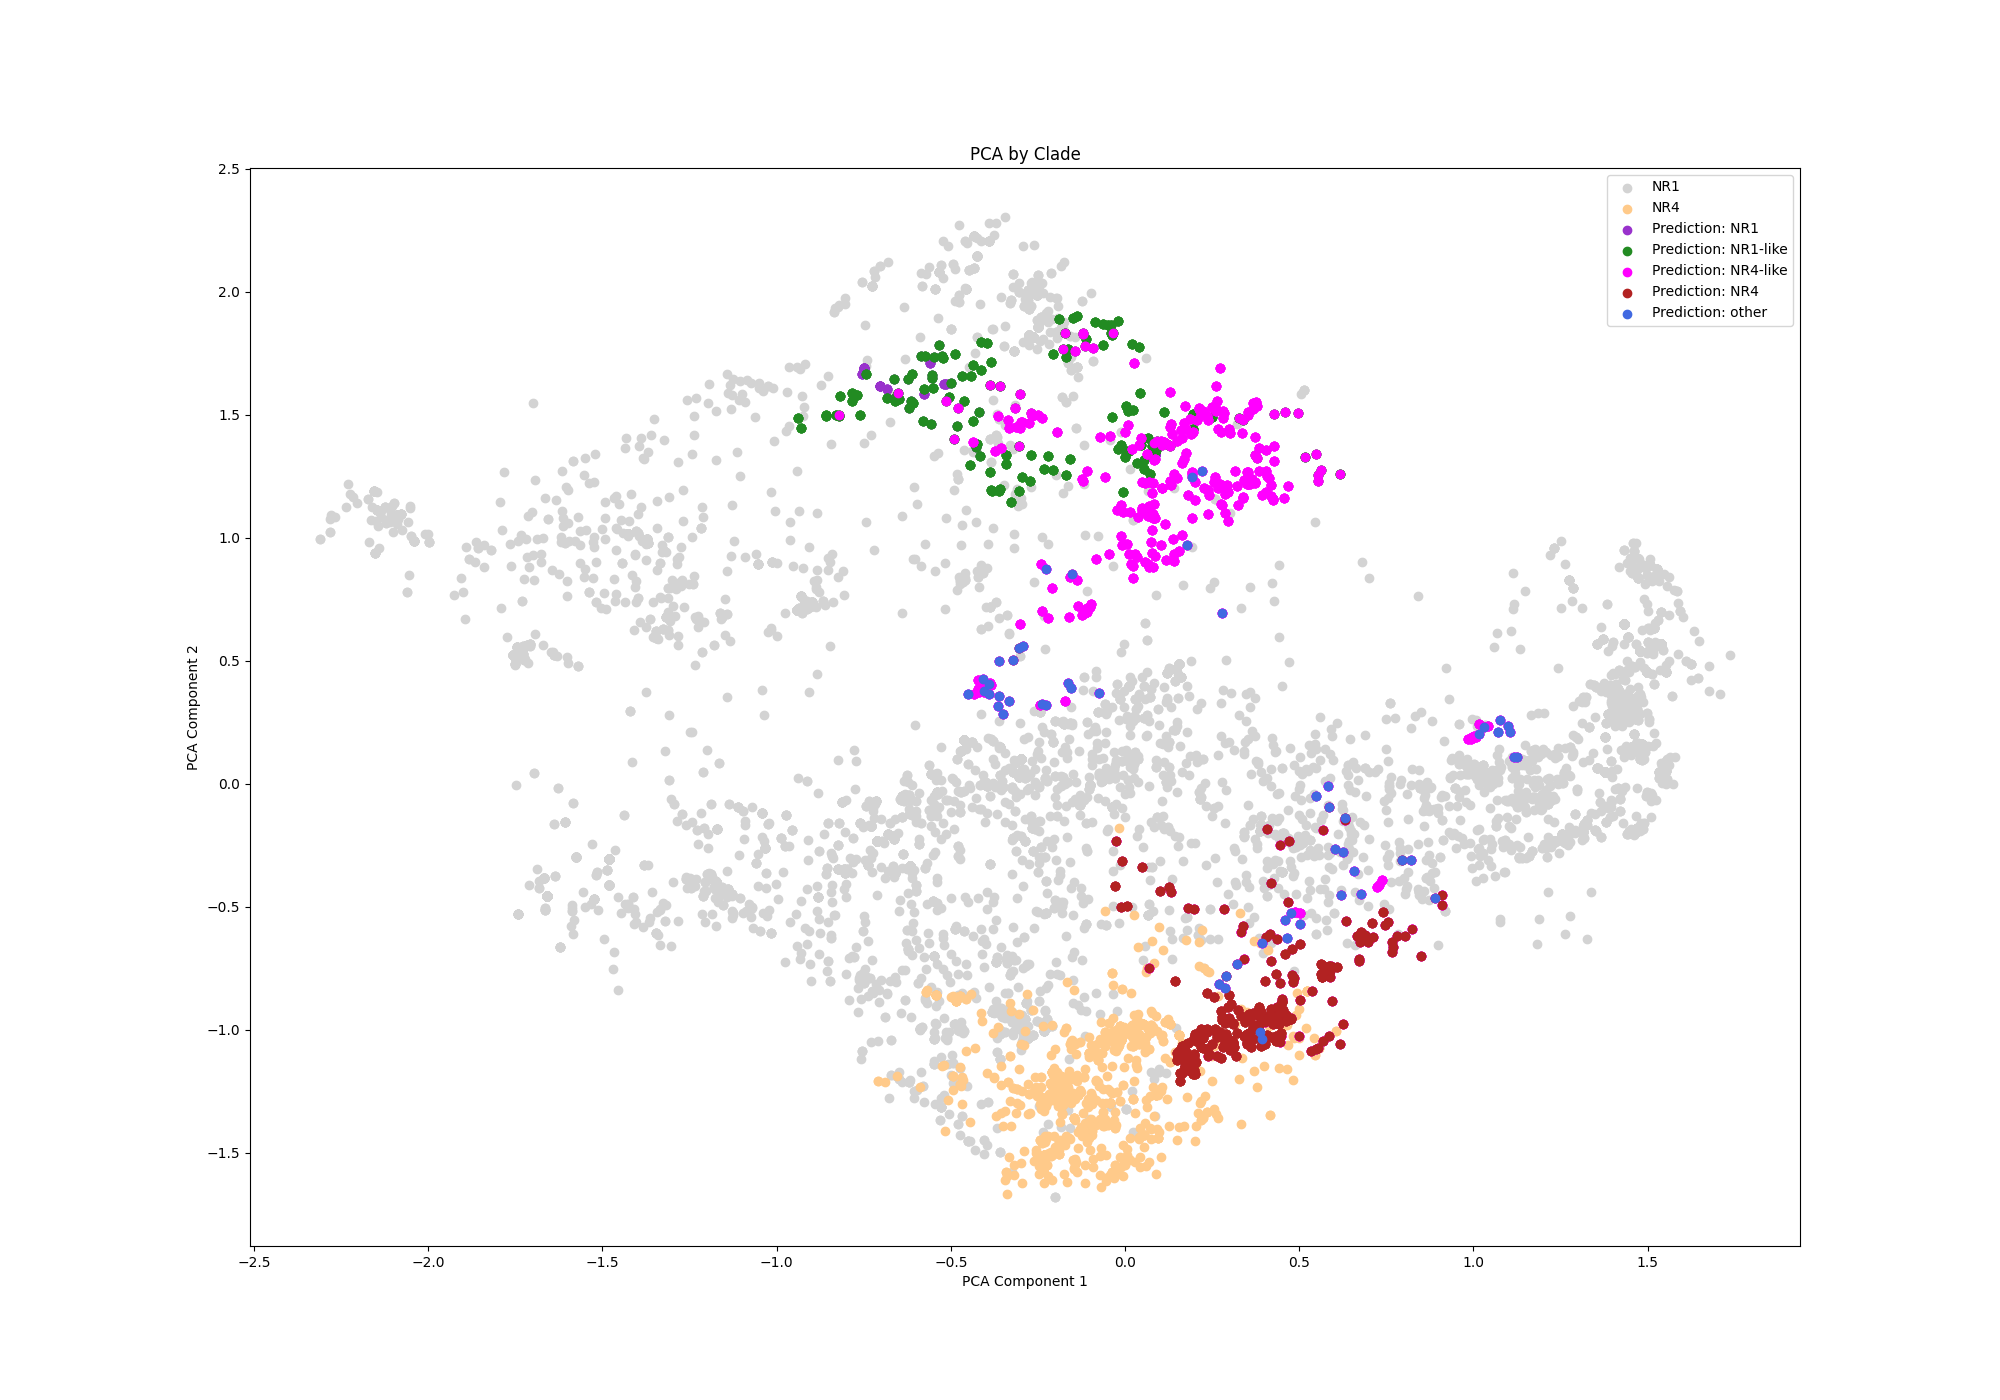 PCA by Clade
2.5
2.0
1.5
1.0
0.5
0.0
−0.5
−1.0
−1.5
PCA Component 2
NR1
NR4
Prediction: NR1
Prediction: NR1-like
Prediction: NR4-like
Prediction: NR4
Prediction: other
−2.5 −2.0 −1.5 −1.0 −0.5 0.0 0.5 1.0 1.5
PCA Component 1